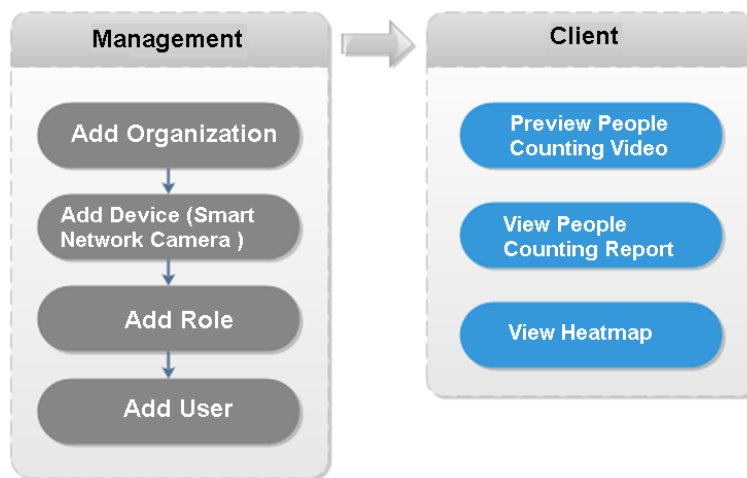 Management
Add Organization
Add Device (Smart
Network Camera )
Add Role
Add User
Client
Preview People
Counting Video
View People
Counting Report
View Heatmap